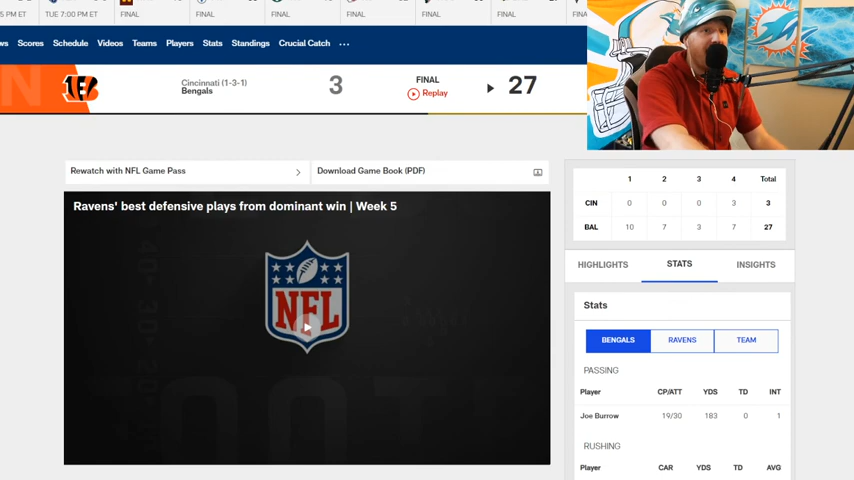 5 PM ET
TUE 7:00 PM ET
FINAL
FINAL
FINAL
FINAL
FINAL
FINAL
ws Scores Schedule Videos Teams Players Stats Standings Crucial Catch ...
Cincinnati (1-3-1)
Bengals
3
FINAL
Replay
27
Rewatch with NFL Game Pass
Download Game Book (PDF)
Ravens' best defensive plays from dominant win | Week 5
NFL
1 2 3 4 Total
CIN 0 0 0 3 3
BAL 10 7 3 7 27
HIGHLIGHTS STATS INSIGHTS
Stats
BENGALS RAVENS TEAM
PASSING
Player CP/ATT YDS TD INT
Joe Burrow 19/30 183 0 1
RUSHING
Player CAR YDS TD AVG